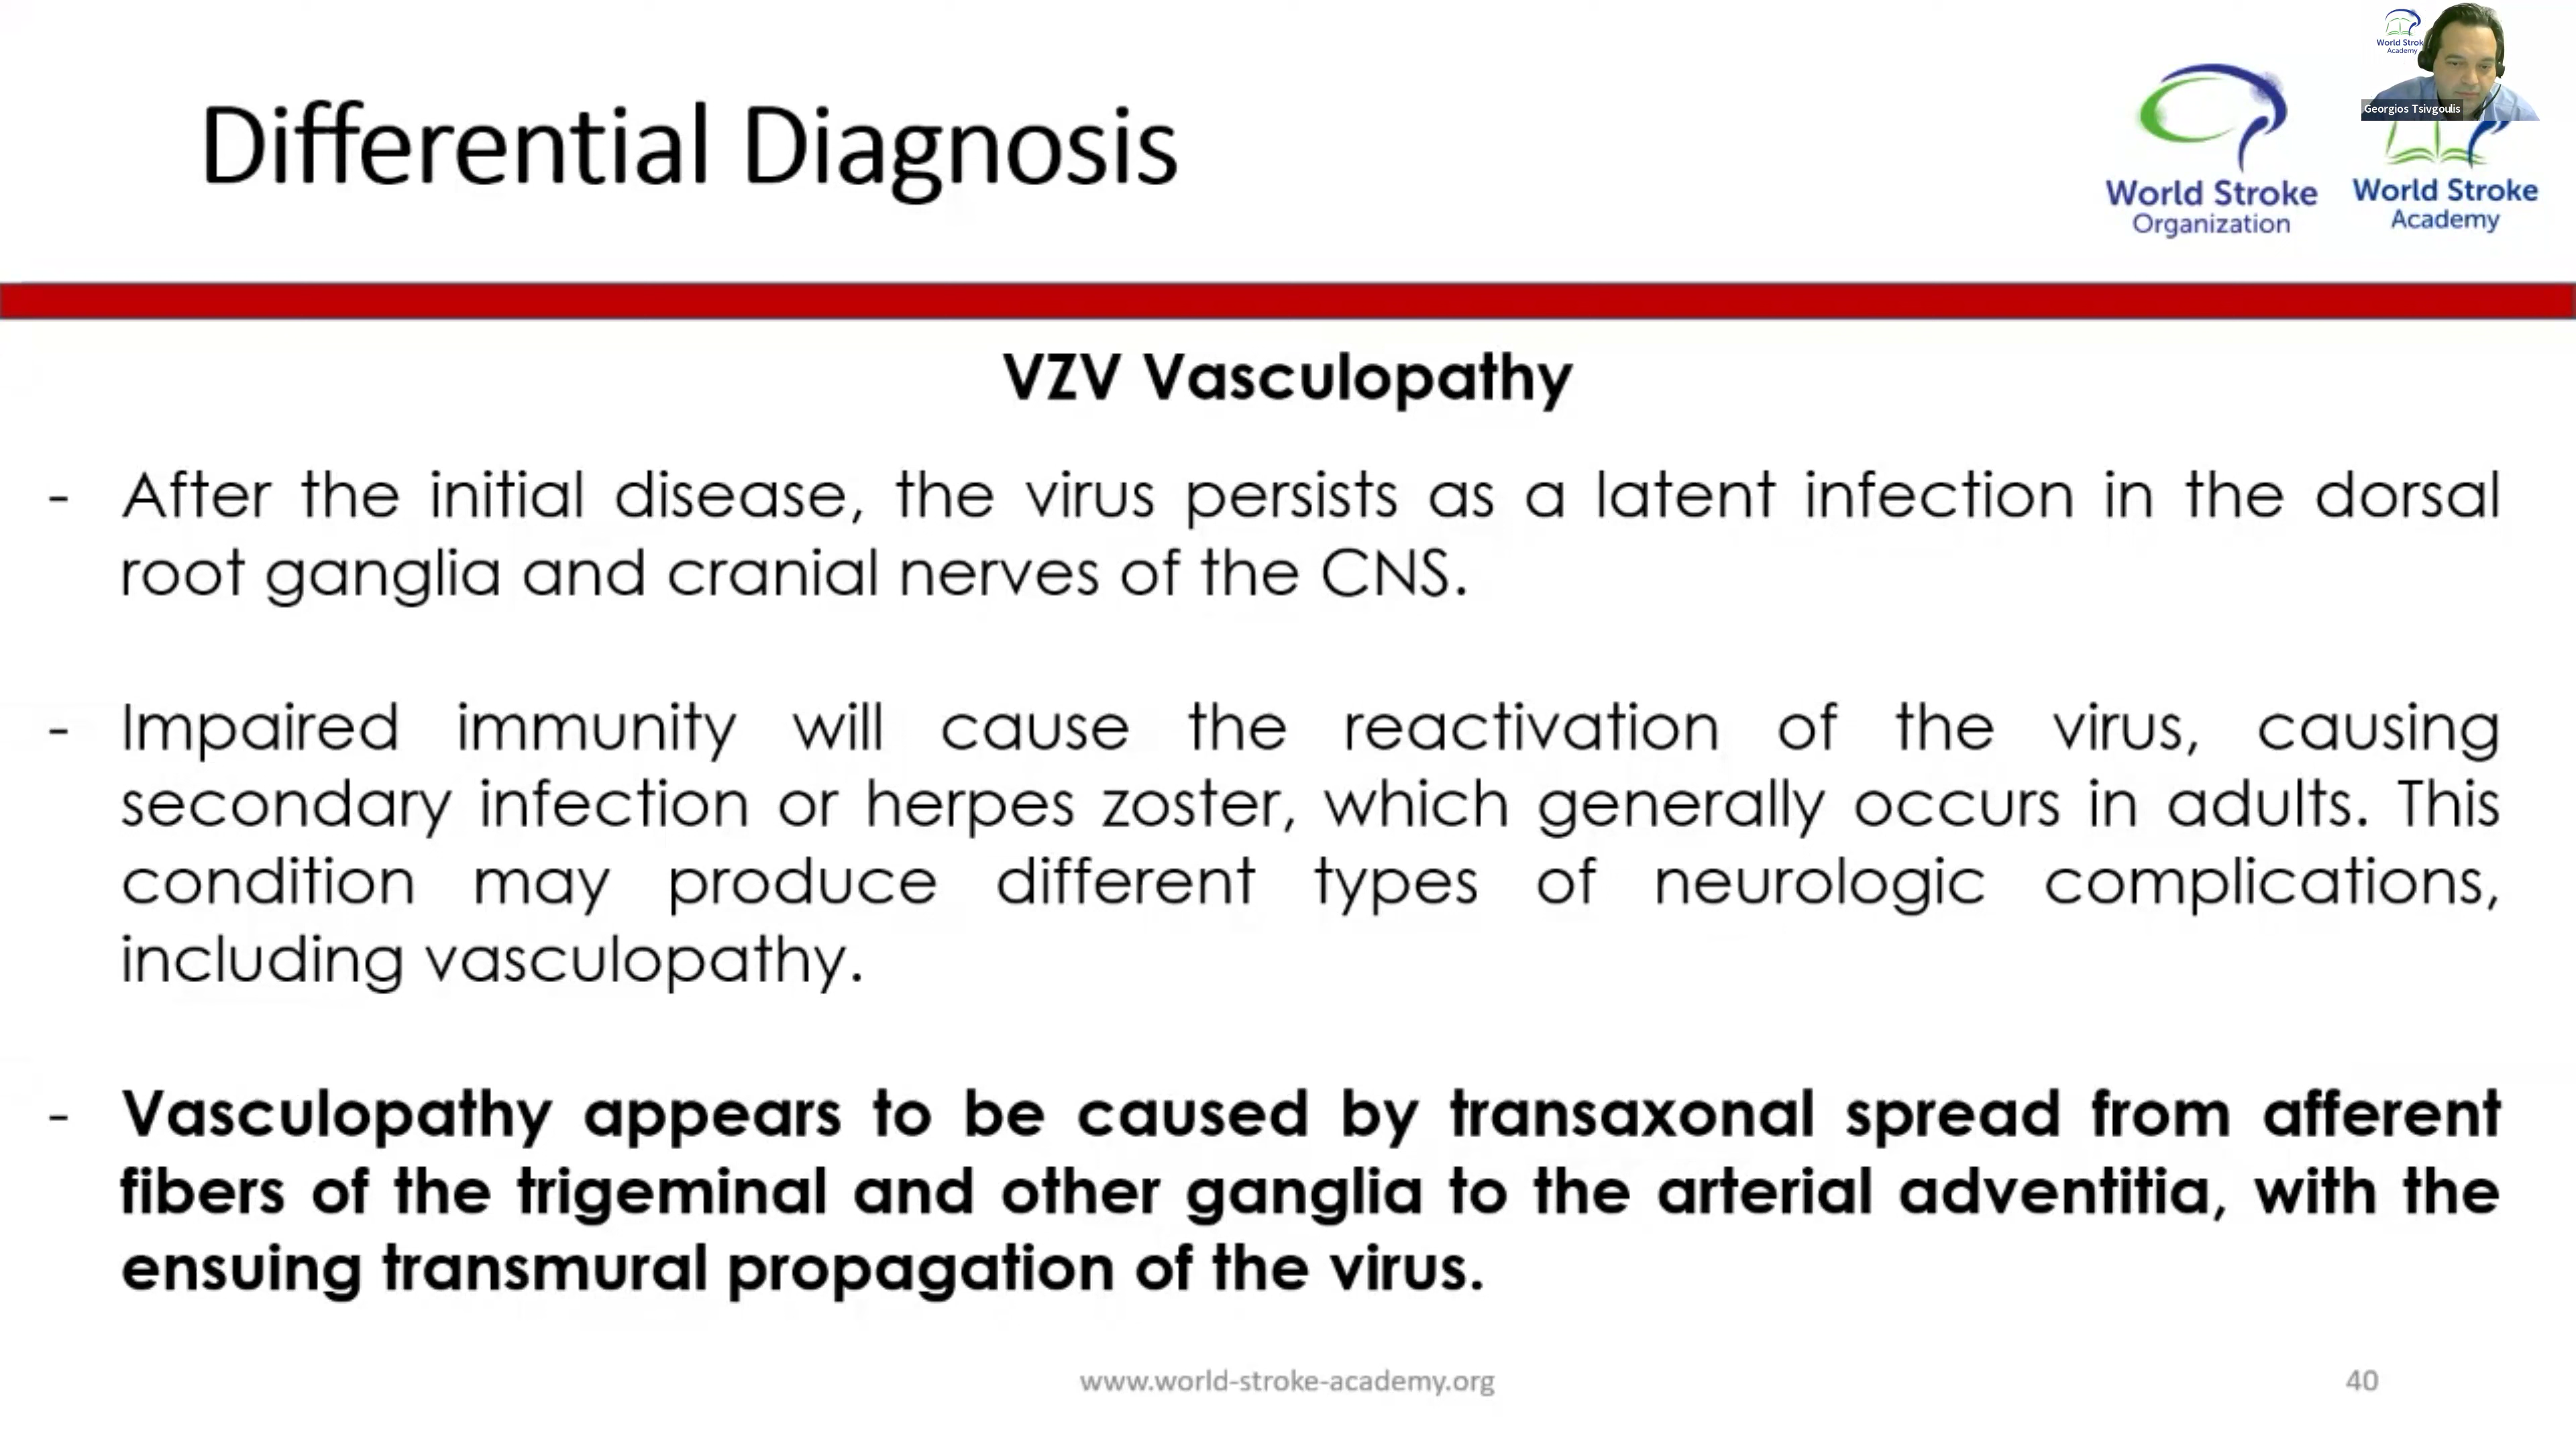 World Stroke
Academy
Georgios Tsivgoulis
Differential Diagnosis
World Stroke
Organization
World Stroke
Academy
VZV Vasculopathy
- After the initial disease, the virus persists as a latent infection in the dorsal
root ganglia and cranial nerves of the CNS.
- Impaired immunity will cause the reactivation of the virus, causing
secondary infection or herpes zoster, which generally occurs in adults. This
condition may produce different types of neurologic complications,
including vasculopathy.
- Vasculopathy appears to be caused by transaxonal spread from afferent
fibers of the trigeminal and other ganglia to the arterial adventitia, with the
ensuing transmural propagation of the virus.
www.world-stroke-academy.org
40